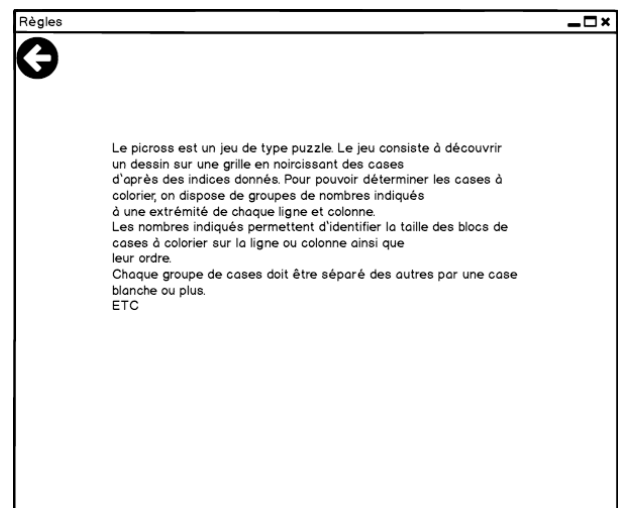 Règles
Le picross est un jeu de type puzzle. Le jeu consiste à découvrir
un dessin sur une grille en noircissant des cases
d'après des indices donnés. Pour pouvoir déterminer les cases à
colorier, on dispose de groupes de nombres indiqués
à une extrémité de chaque ligne et colonne.
Les nombres indiqués permettent d'identifier la taille des blocs de
cases à colorier sur la ligne ou colonne ainsi que
leur ordre.
Chaque groupe de cases doit être séparé des autres par une case
blanche ou plus.
ETC